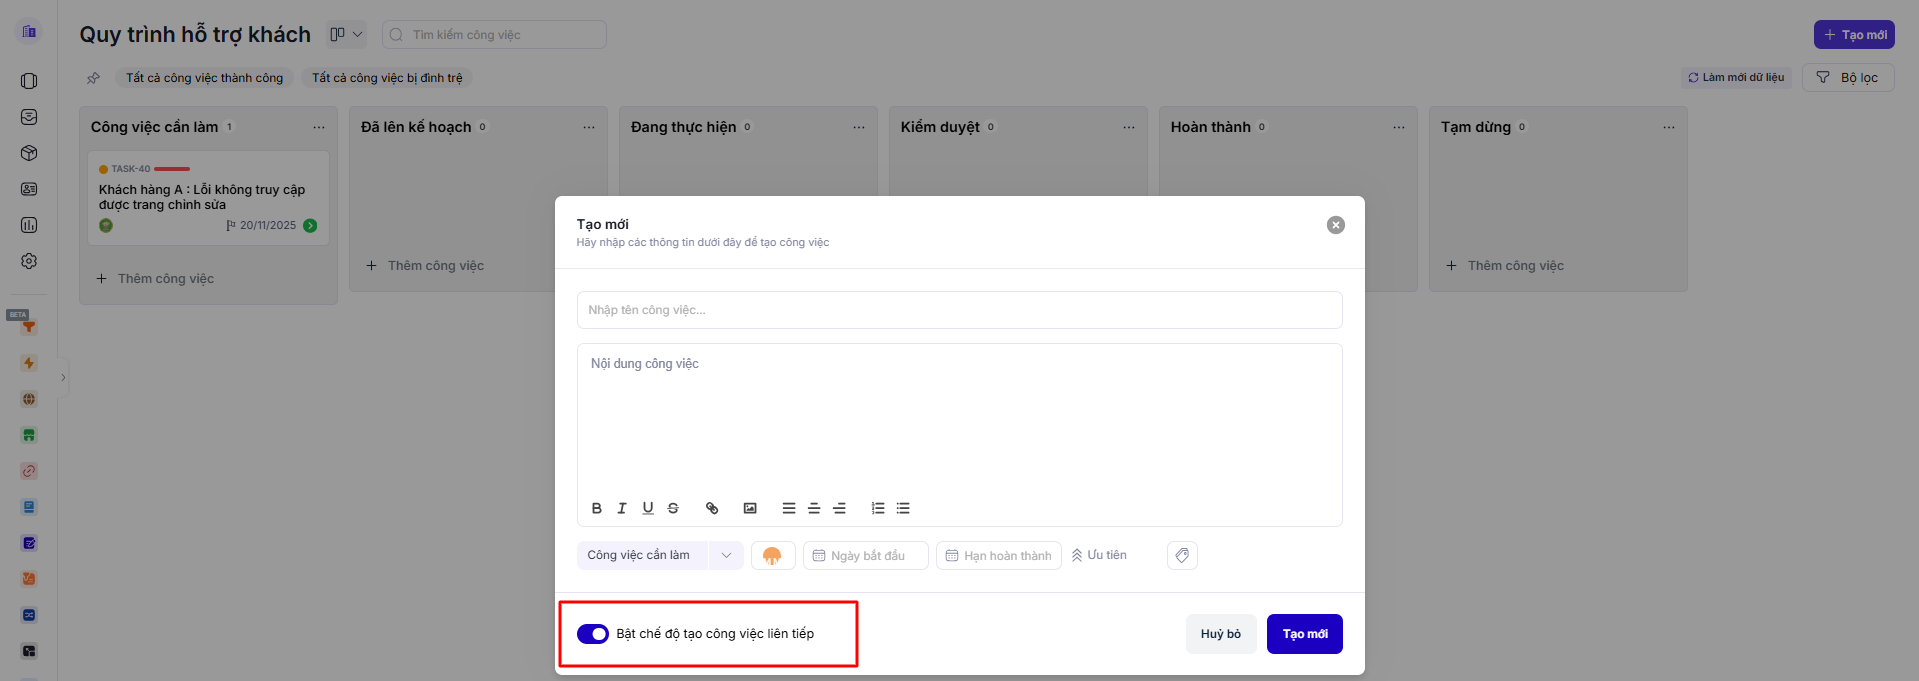 Quy trình hỗ trợ khách
Tìm kiếm công việc
Tạo mới
Tất cả công việc thành công
Tất cả công việc bị đình trệ
Làm mới dữ liệu
Bộ lọc
Công việc cần làm 1
Đã lên kế hoạch 0
Đang thực hiện 0
Kiểm duyệt 0
Hoàn thành 0
Tạm dừng 0
TASK-40
Khách hàng A : Lỗi không truy cập
được trang chỉnh sửa
20/11/2025
Thêm công việc
Thêm công việc
Thêm công việc
BETA
Tạo mới
Hãy nhập các thông tin dưới đây để tạo công việc
Nhập tên công việc...
Nội dung công việc
B I U S
Công việc cần làm
Ngày bắt đầu
Hạn hoàn thành
Ưu tiên
Bật chế độ tạo công việc liên tiếp
Huỷ bỏ
Tạo mới